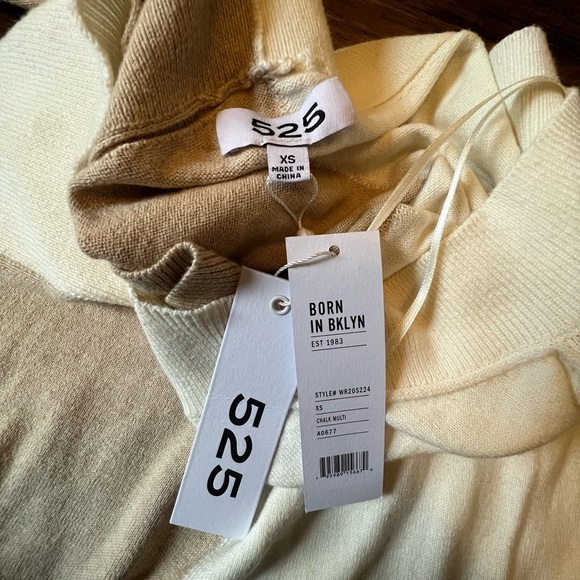 525
XS
MADE IN
CHINA
BORN
IN BKLYN
EST 1983
STYLE# WR20S224
XS
CHALK MULTI
A0677
525